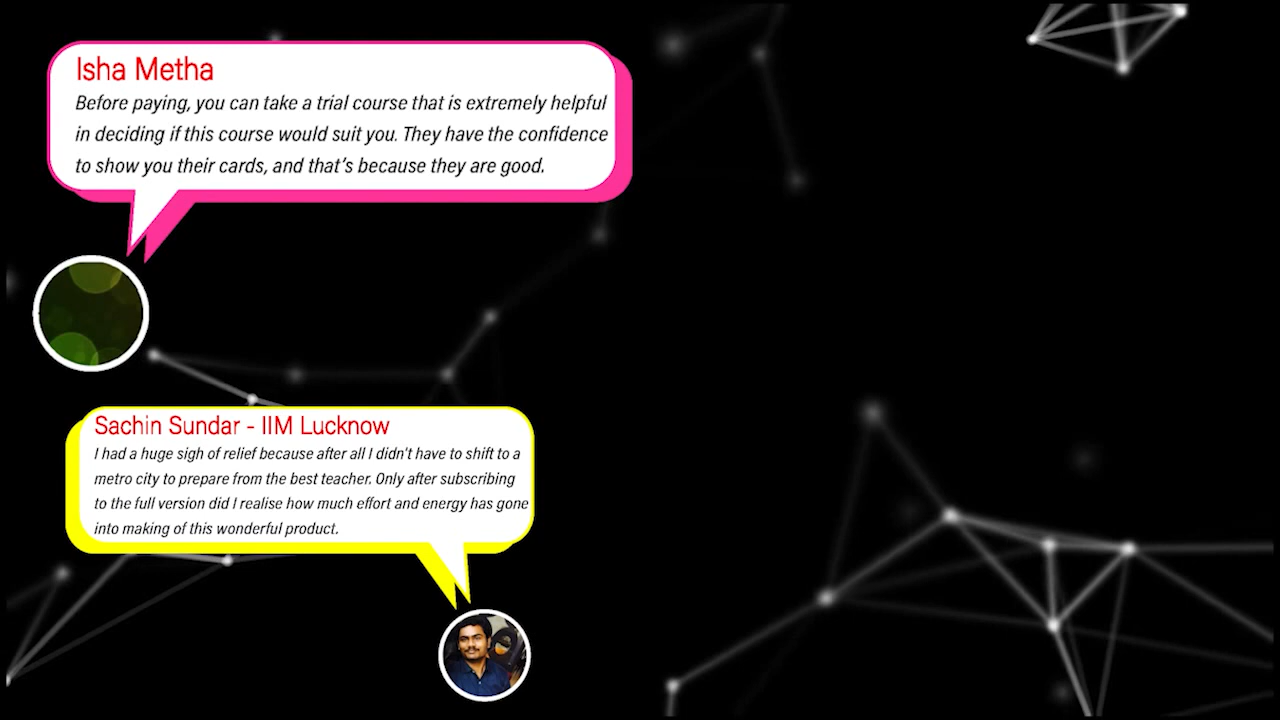 Isha Metha
Before paying, you can take a trial course that is extremely helpful
in deciding if this course would suit you. They have the confidence
to show you their cards, and that's because they are good.
Sachin Sundar - IIM Lucknow
I had a huge sigh of relief because after all I didn't have to shift to a
metro city to prepare from the best teacher. Only after subscribing
to the full version did I realise how much effort and energy has gone
into making of this wonderful product.